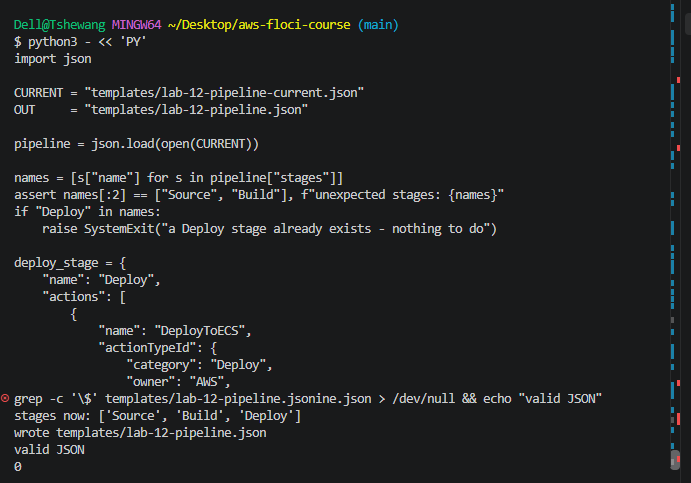 Dell@Tshewang MINGW64 ~/Desktop/aws-floci-course (main)
$ python3 - << 'PY'
import json

CURRENT = "templates/lab-12-pipeline-current.json"
OUT     = "templates/lab-12-pipeline.json"

pipeline = json.load(open(CURRENT))

names = [s["name"] for s in pipeline["stages"]]
assert names[:2] == ["Source", "Build"], f"unexpected stages: {names}"
if "Deploy" in names:
    raise SystemExit("a Deploy stage already exists - nothing to do")

deploy_stage = {
    "name": "Deploy",
    "actions": [
        {
            "name": "DeployToECS",
            "actionTypeId": {
                "category": "Deploy",
                "owner": "AWS",
grep -c '\$' templates/lab-12-pipeline.jsonine.json > /dev/null && echo "valid JSON"
stages now: ['Source', 'Build', 'Deploy']
wrote templates/lab-12-pipeline.json
valid JSON
0